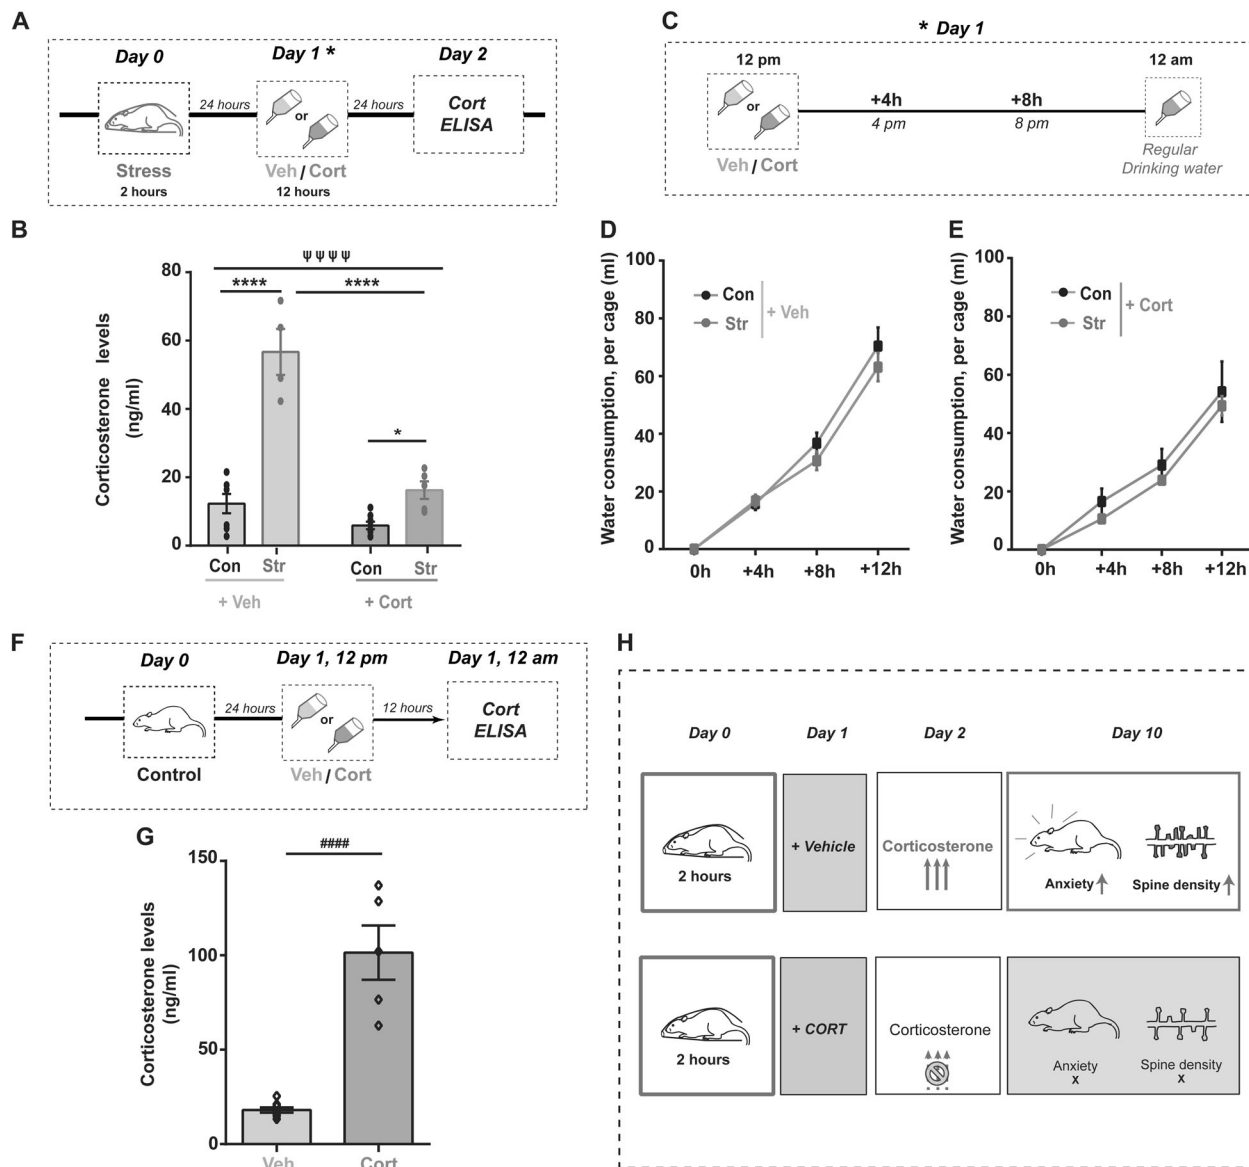 A
Day 0
Day 1 *
Day 2
24 hours
or
24 hours
Cort
ELISA
Stress
2 hours
Veh / Cort
12 hours
C
* Day 1
12 pm
12 am
or
+4h
4 pm
+8h
8 pm
Veh / Cort
Regular
Drinking water
B
Corticosterone levels
(ng/ml)
80
60
40
20
0
ψ ψ ψ ψ
****
****
*
Con
Str
Con
Str
+ Veh
+ Cort
D
Water consumption, per cage (ml)
100
80
60
40
20
0
Con
Str
+ Veh
0h
+4h
+8h
+12h
E
Water consumption, per cage (ml)
100
80
60
40
20
0
Con
Str
+ Cort
0h
+4h
+8h
+12h
F
Day 0
Day 1, 12 pm
Day 1, 12 am
24 hours
or
12 hours
Cort
ELISA
Control
Veh / Cort
G
Corticosterone levels
(ng/ml)
150
100
50
0
####
Veh
Cort
H
Day 0
Day 1
Day 2
Day 10
2 hours
+ Vehicle
Corticosterone
Anxiety
Spine density
2 hours
+ CORT
Corticosterone
Anxiety
x
Spine density
x